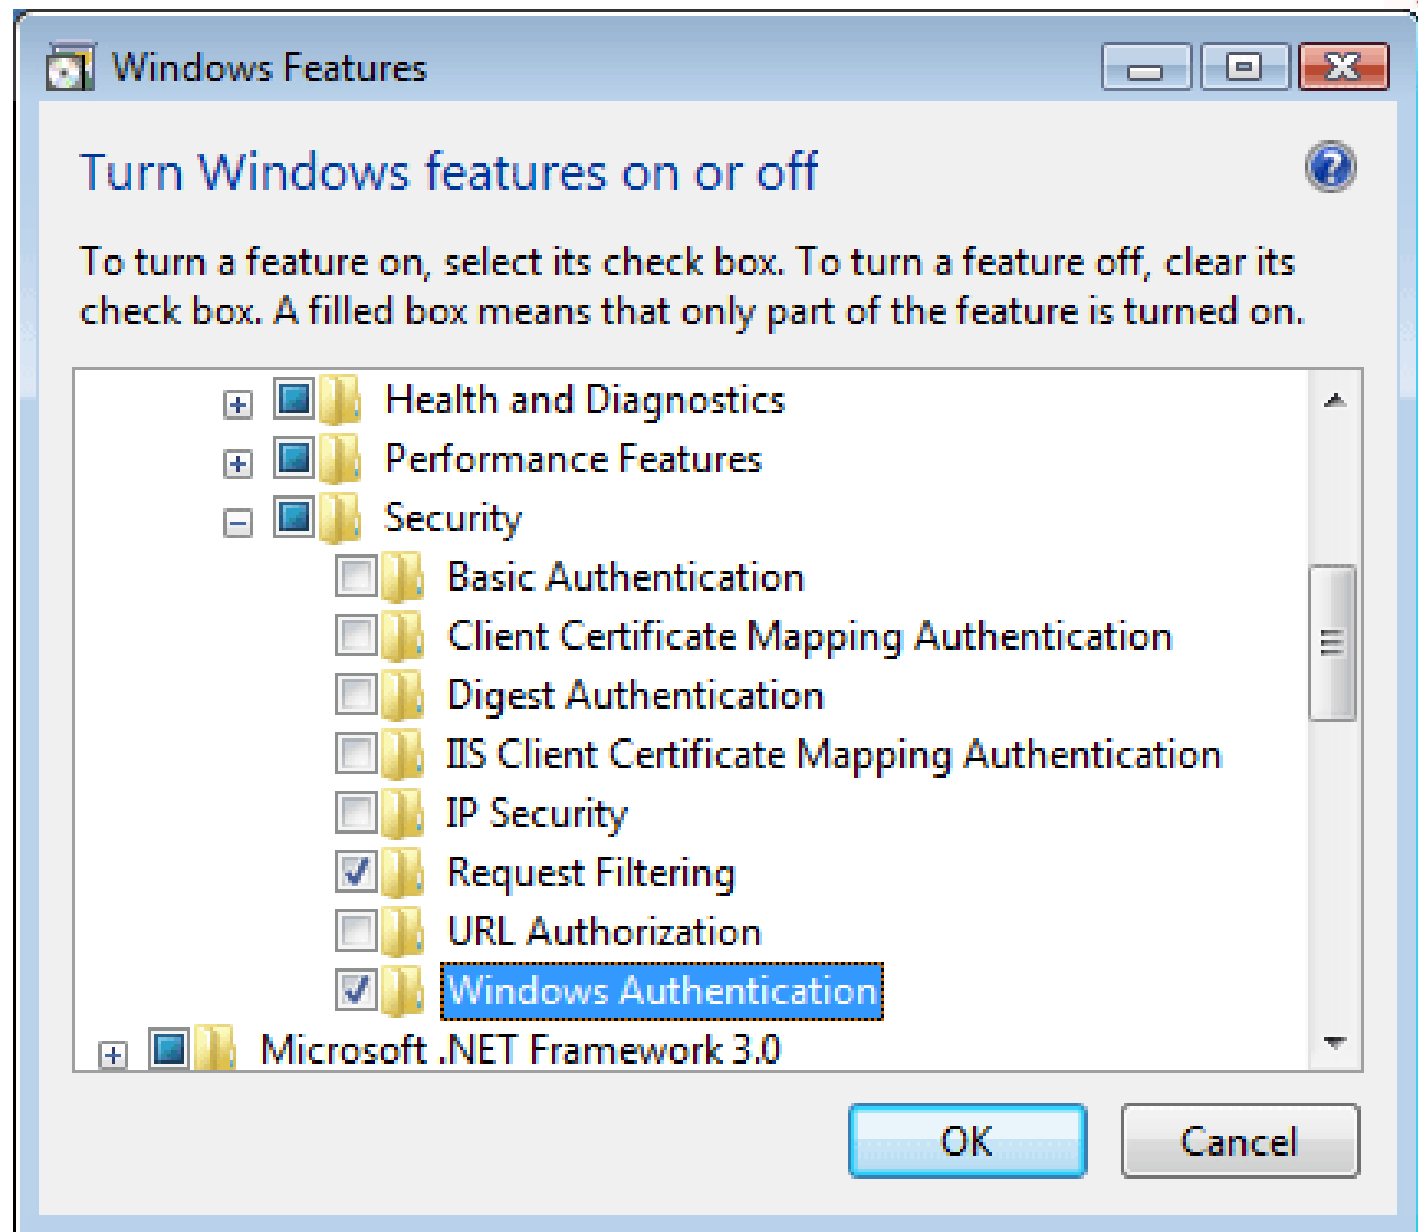 Windows Features
Turn Windows features on or off
To turn a feature on, select its check box. To turn a feature off, clear its
check box. A filled box means that only part of the feature is turned on.
Health and Diagnostics
Performance Features
Security
Basic Authentication
Client Certificate Mapping Authentication
Digest Authentication
IIS Client Certificate Mapping Authentication
IP Security
Request Filtering
URL Authorization
Windows Authentication
Microsoft .NET Framework 3.0
OK
Cancel